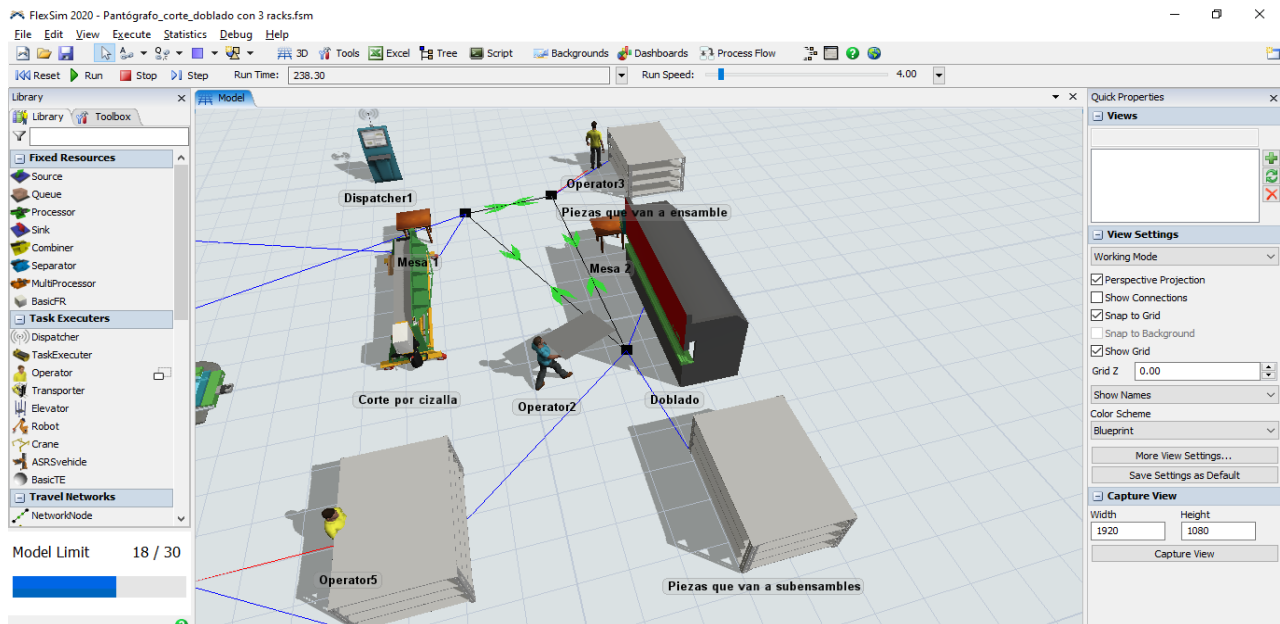 FlexSim 2020 - Pantógrafo_corte_doblado con 3 racks.fsm
File Edit View Execute Statistics Debug Help
3D Tools Excel Tree Script Backgrounds Dashboards Process Flow
Reset Run Stop Step Run Time: 238.30 Run Speed: 4.00
Library
Library Toolbox
Fixed Resources
Source
Queue
Processor
Sink
Combiner
Separator
MultiProcessor
BasicFR
Task Executers
Dispatcher
TaskExecuter
Operator
Transporter
Elevator
Robot
Crane
ASRSvehicle
BasicTE
Travel Networks
NetworkNode
Model Limit 18 / 30
Model
Dispatcher1
Operator3
Piezas que van a ensamble
Mesa 1
Mesa 2
Corte por cizalla
Operator2
Doblado
Operator5
Piezas que van a subensambles
Quick Properties
Views
View Settings
Working Mode
Perspective Projection
Show Connections
Snap to Grid
Snap to Background
Show Grid
Grid Z 0.00
Show Names
Color Scheme
Blueprint
More View Settings...
Save Settings as Default
Capture View
Width Height
1920 1080
Capture View